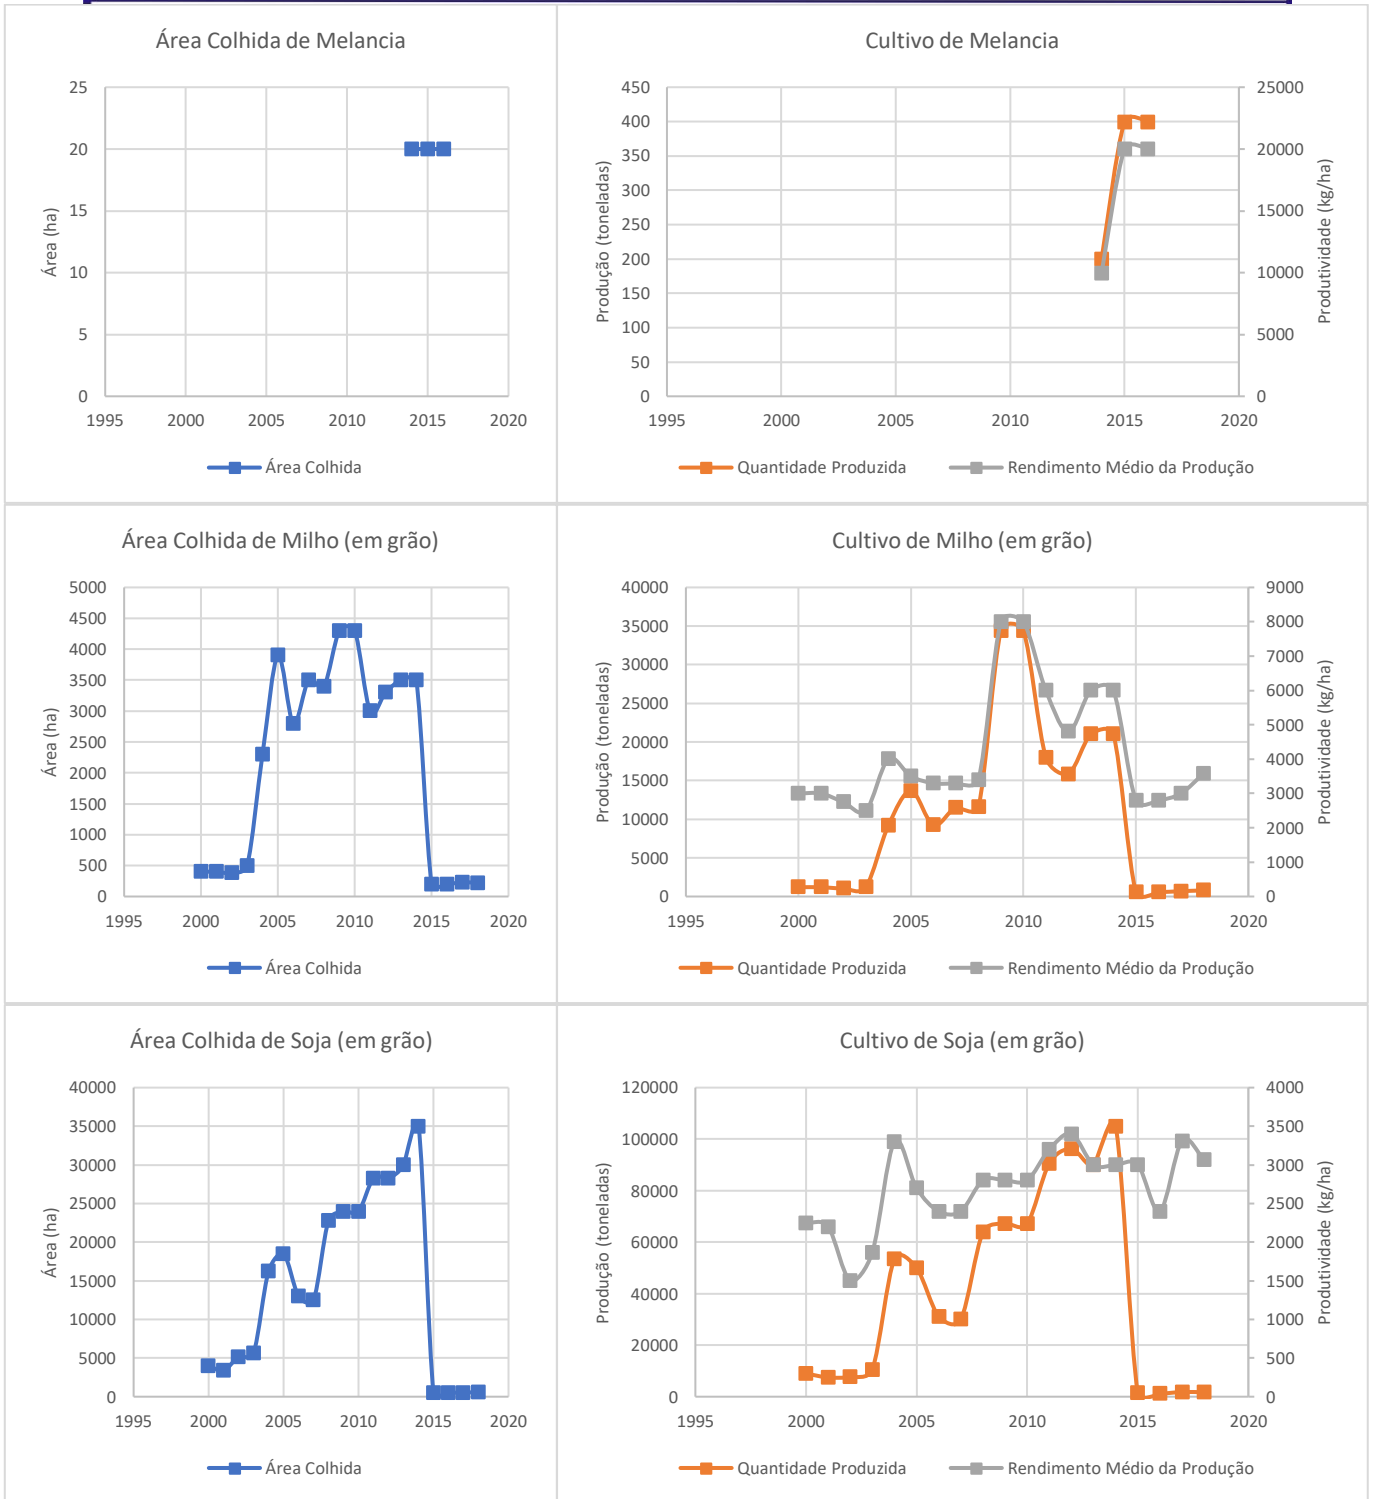 Área Colhida de Melancia
25
20
15
10
5
0
Área (ha)
1995 2000 2005 2010 2015 2020
Área Colhida
Cultivo de Melancia
450
400
350
300
250
200
150
100
50
0
Produção (toneladas)
25000
20000
15000
10000
5000
0
Produtividade (kg/ha)
1995 2000 2005 2010 2015 2020
Quantidade Produzida Rendimento Médio da Produção
Área Colhida de Milho (em grão)
5000
4500
4000
3500
3000
2500
2000
1500
1000
500
0
Área (ha)
1995 2000 2005 2010 2015 2020
Área Colhida
Cultivo de Milho (em grão)
40000
35000
30000
25000
20000
15000
10000
5000
0
Produção (toneladas)
9000
8000
7000
6000
5000
4000
3000
2000
1000
0
Produtividade (kg/ha)
1995 2000 2005 2010 2015 2020
Quantidade Produzida Rendimento Médio da Produção
Área Colhida de Soja (em grão)
40000
35000
30000
25000
20000
15000
10000
5000
0
Área (ha)
1995 2000 2005 2010 2015 2020
Área Colhida
Cultivo de Soja (em grão)
120000
100000
80000
60000
40000
20000
0
Produção (toneladas)
4000
3500
3000
2500
2000
1500
1000
500
0
Produtividade (kg/ha)
1995 2000 2005 2010 2015 2020
Quantidade Produzida Rendimento Médio da Produção